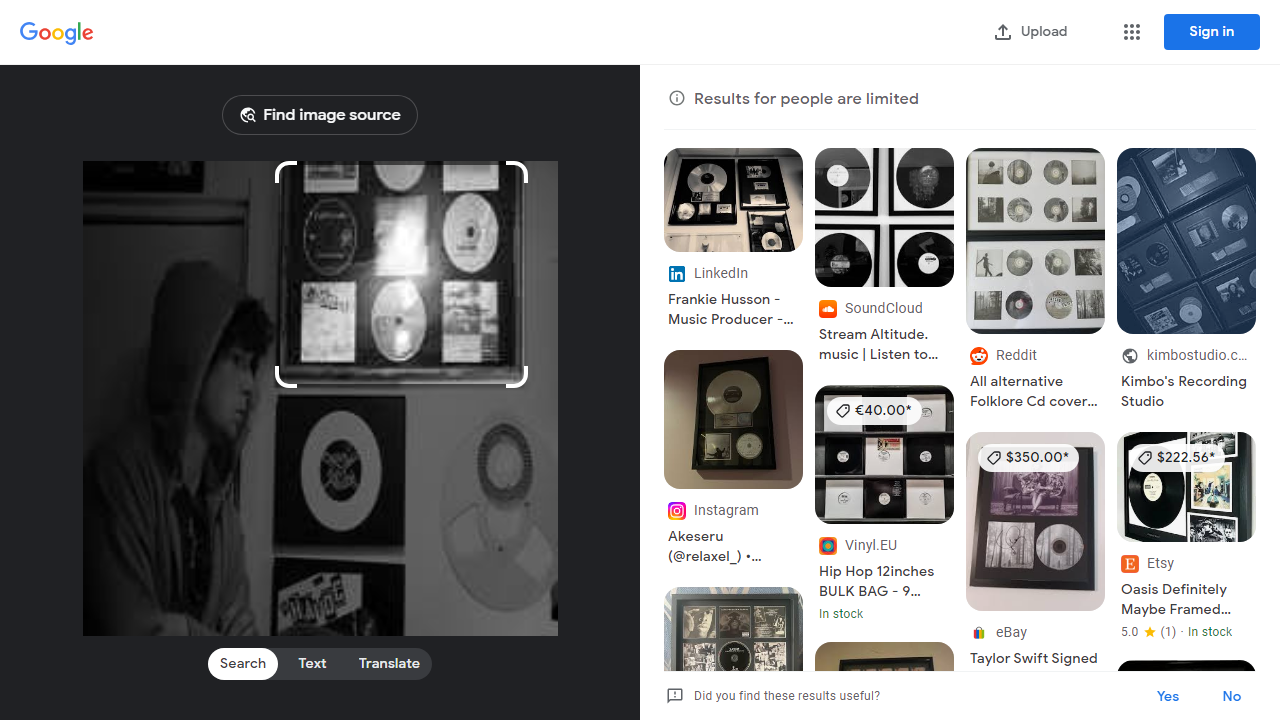 Google
Upload
Sign in
Find image source
Results for people are limited
LinkedIn
Frankie Husson -
Music Producer -...
SoundCloud
Stream Altitude.
music | Listen to...
Reddit
All alternative
Folklore Cd cover...
kimbostudio.c...
Kimbo's Recording
Studio
Instagram
Akeseru
(@relaxel_) •...
€40.00*
Vinyl.EU
Hip Hop 12inches
BULK BAG - 9...
In stock
$350.00*
eBay
Taylor Swift Signed
$222.56*
Etsy
Oasis Definitely
Maybe Framed...
5.0 ★ (1) · In stock
Search
Text
Translate
Did you find these results useful?
Yes
No